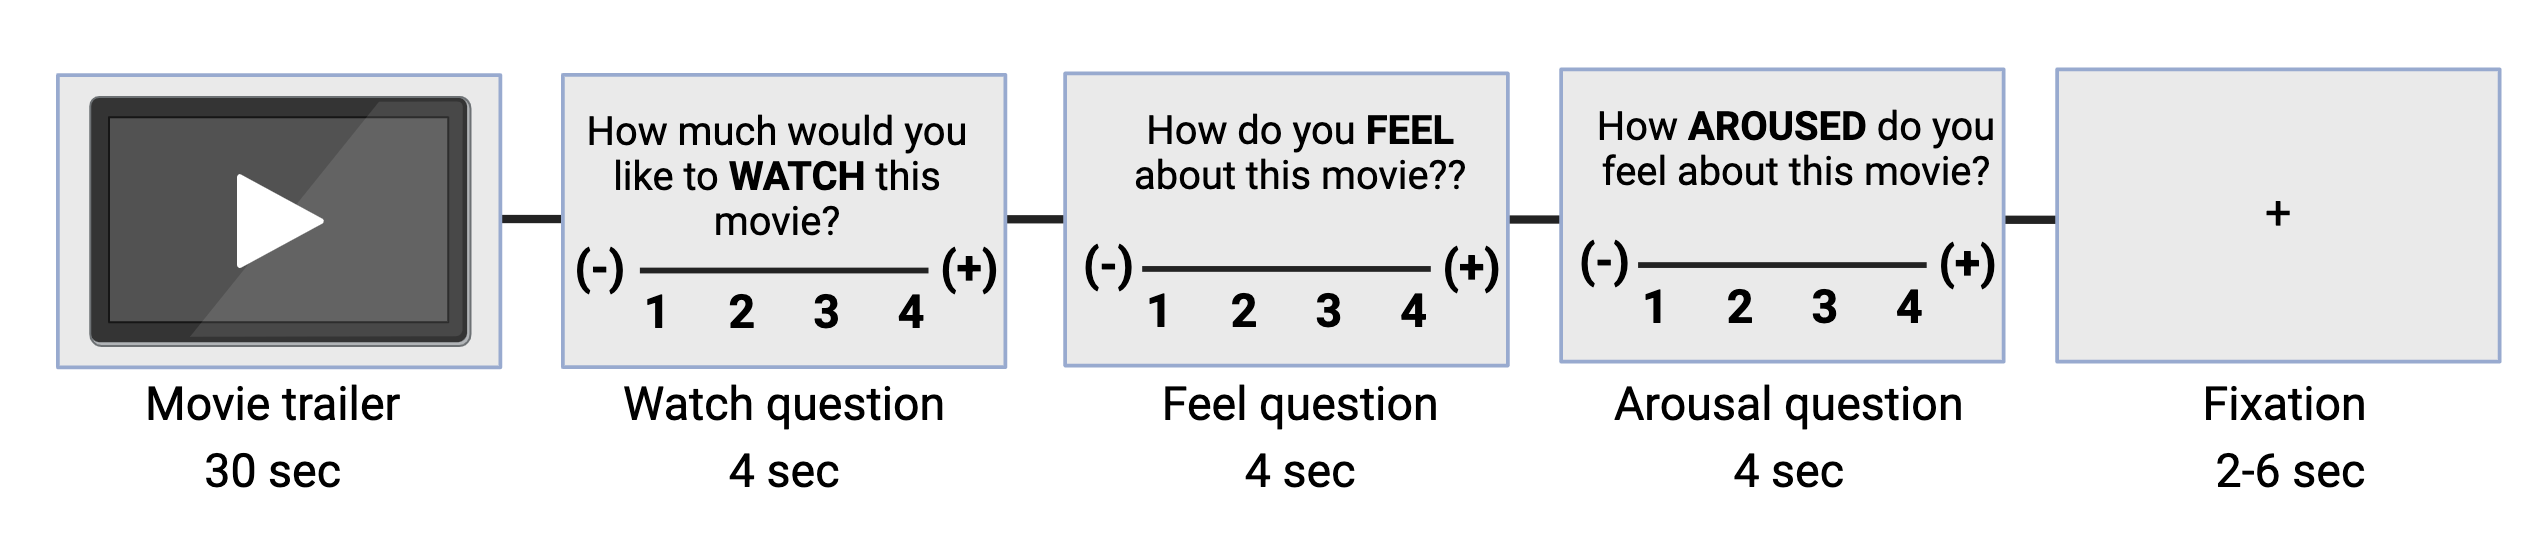 How much would you
like to WATCH this
movie?
(-) (+)
1 2 3 4
How do you FEEL
about this movie??
(-) (+)
1 2 3 4
How AROUSED do you
feel about this movie?
(-) (+)
1 2 3 4
+
Movie trailer
30 sec
Watch question
4 sec
Feel question
4 sec
Arousal question
4 sec
Fixation
2-6 sec